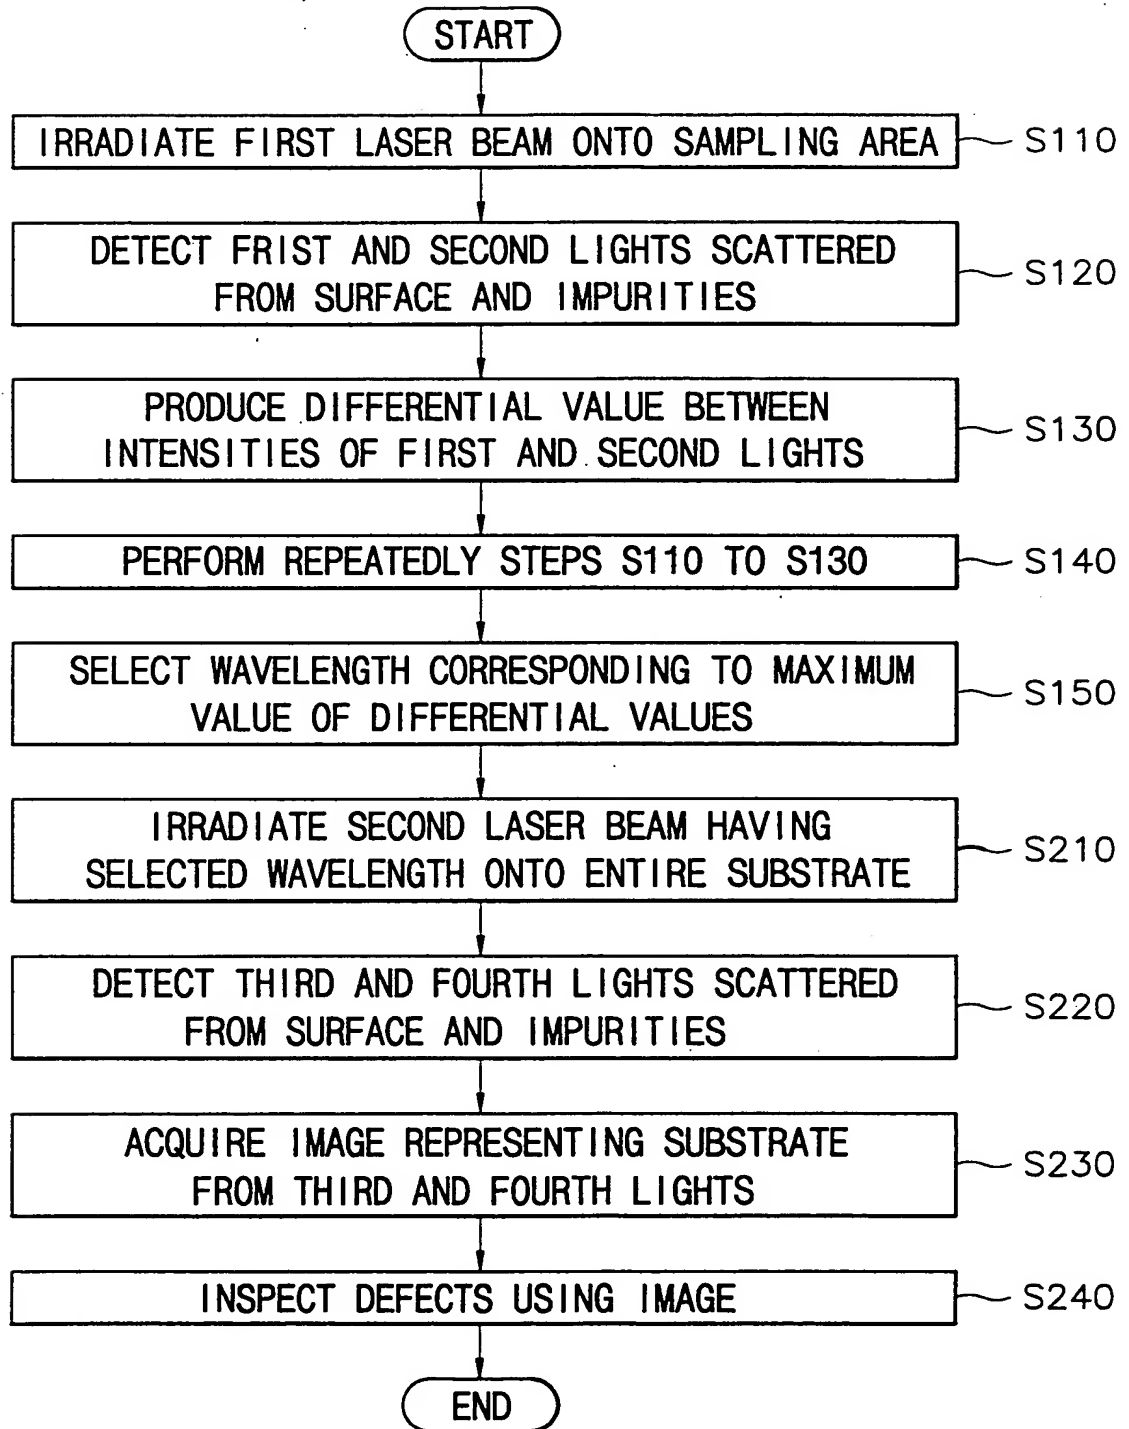 START
IRRADIATE FIRST LASER BEAM ONTO SAMPLING AREA
S110
DETECT FRIST AND SECOND LIGHTS SCATTERED
FROM SURFACE AND IMPURITIES
S120
PRODUCE DIFFERENTIAL VALUE BETWEEN
INTENSITIES OF FIRST AND SECOND LIGHTS
S130
PERFORM REPEATEDLY STEPS S110 TO S130
S140
SELECT WAVELENGTH CORRESPONDING TO MAXIMUM
VALUE OF DIFFERENTIAL VALUES
S150
IRRADIATE SECOND LASER BEAM HAVING
SELECTED WAVELENGTH ONTO ENTIRE SUBSTRATE
S210
DETECT THIRD AND FOURTH LIGHTS SCATTERED
FROM SURFACE AND IMPURITIES
S220
ACQUIRE IMAGE REPRESENTING SUBSTRATE
FROM THIRD AND FOURTH LIGHTS
S230
INSPECT DEFECTS USING IMAGE
S240
END